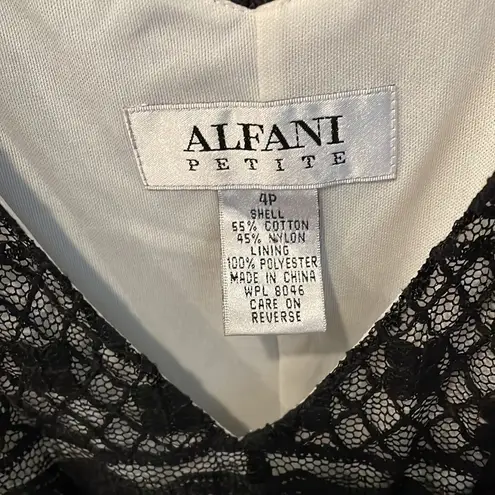 ALFANI
PETITE
4P
SHELL
55% COTTON
45% NYLON
LINING
100% POLYESTER
MADE IN CHINA
WPL 8046
CARE ON
REVERSE